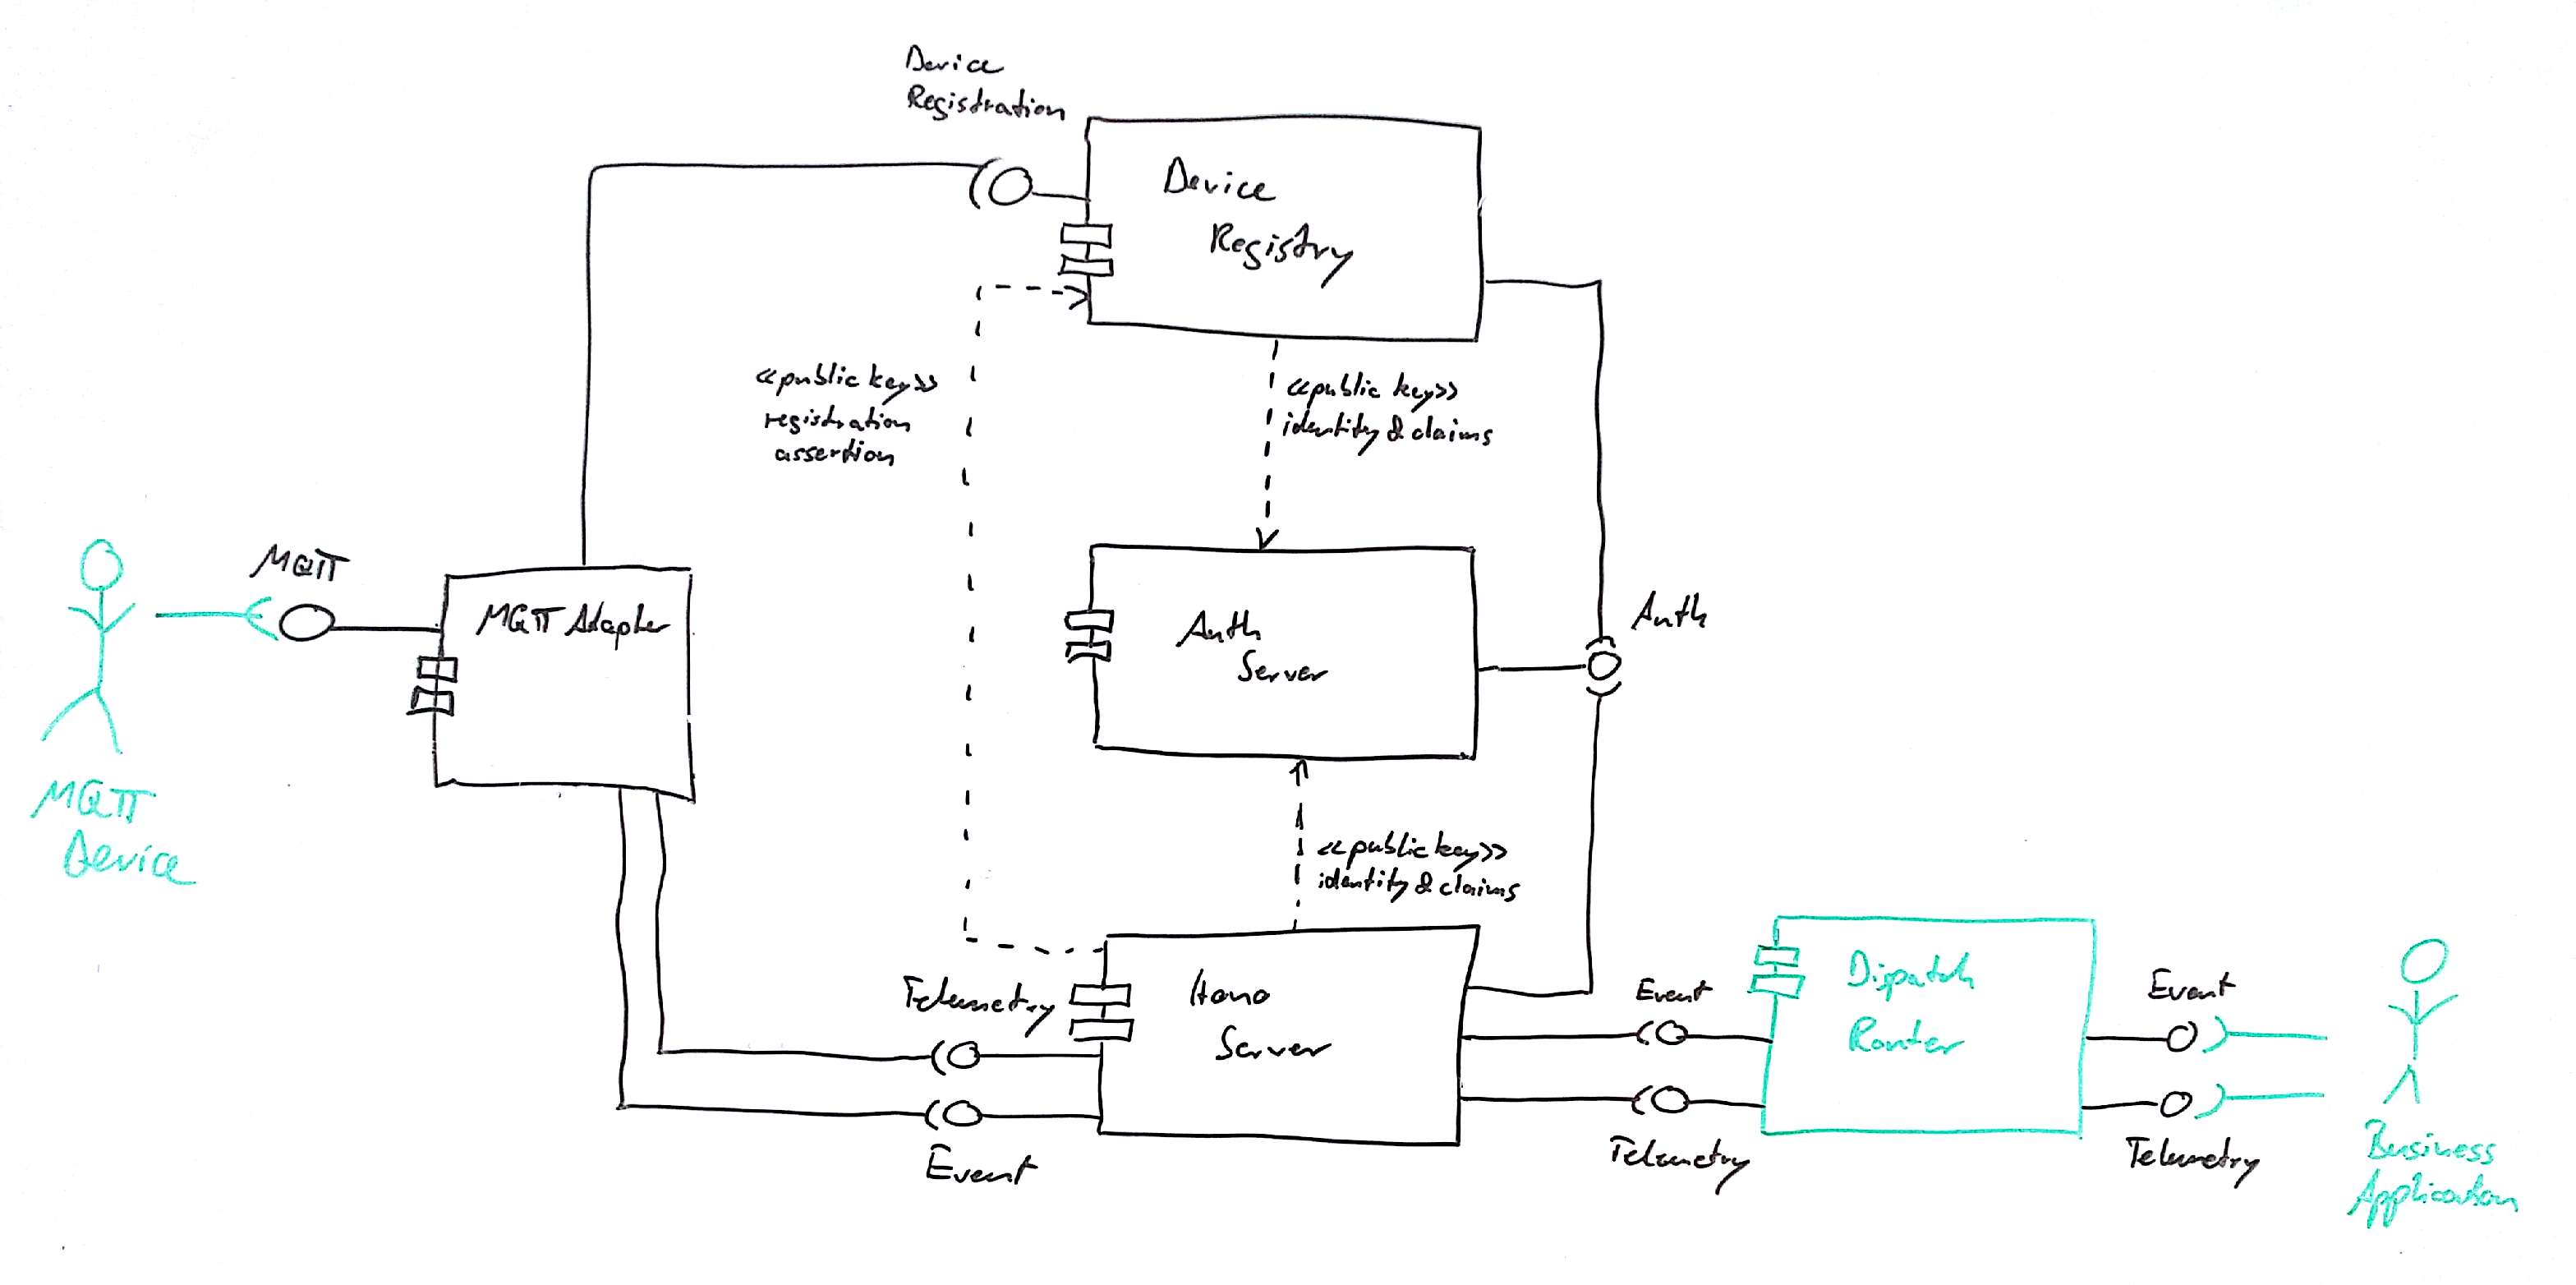 Device
Registration
Device
Registry
«public key»
registration
assertion
«public key»
identity & claims
MQTT
MQTT Adapter
Auth
Server
Auth
MQTT
Device
«public key»
identity & claims
Telemetry
Hono
Server
Event
Event
Telemetry
Dispatch
Router
Event
Telemetry
Business
Application